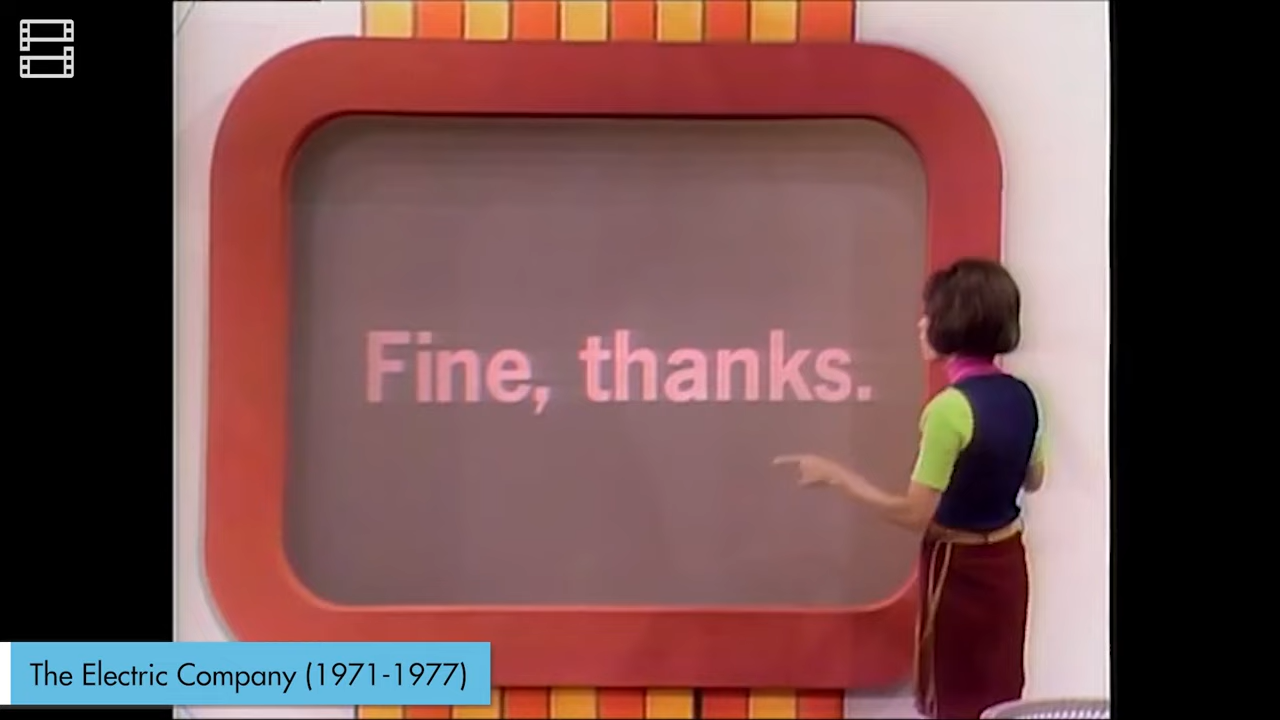 Fine, thanks.
The Electric Company (1971-1977)